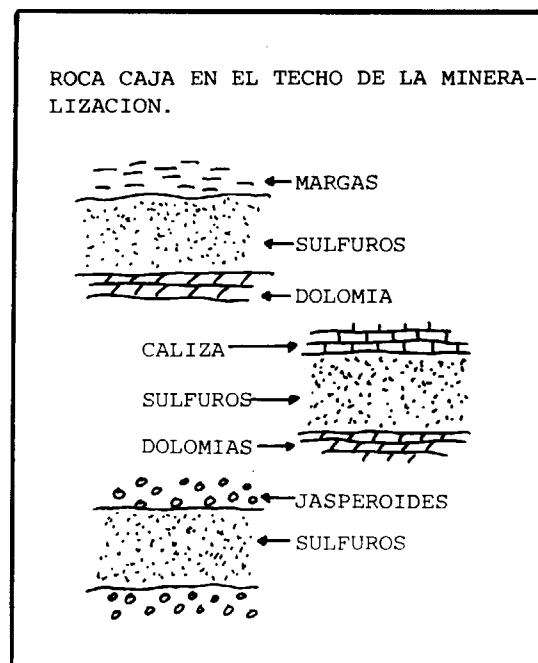 ROCA CAJA EN EL TECHO DE LA MINERA-
LIZACION.
MARGAS
SULFUROS
DOLOMIA
CALIZA
SULFUROS
DOLOMIAS
JASPEROIDES
SULFUROS